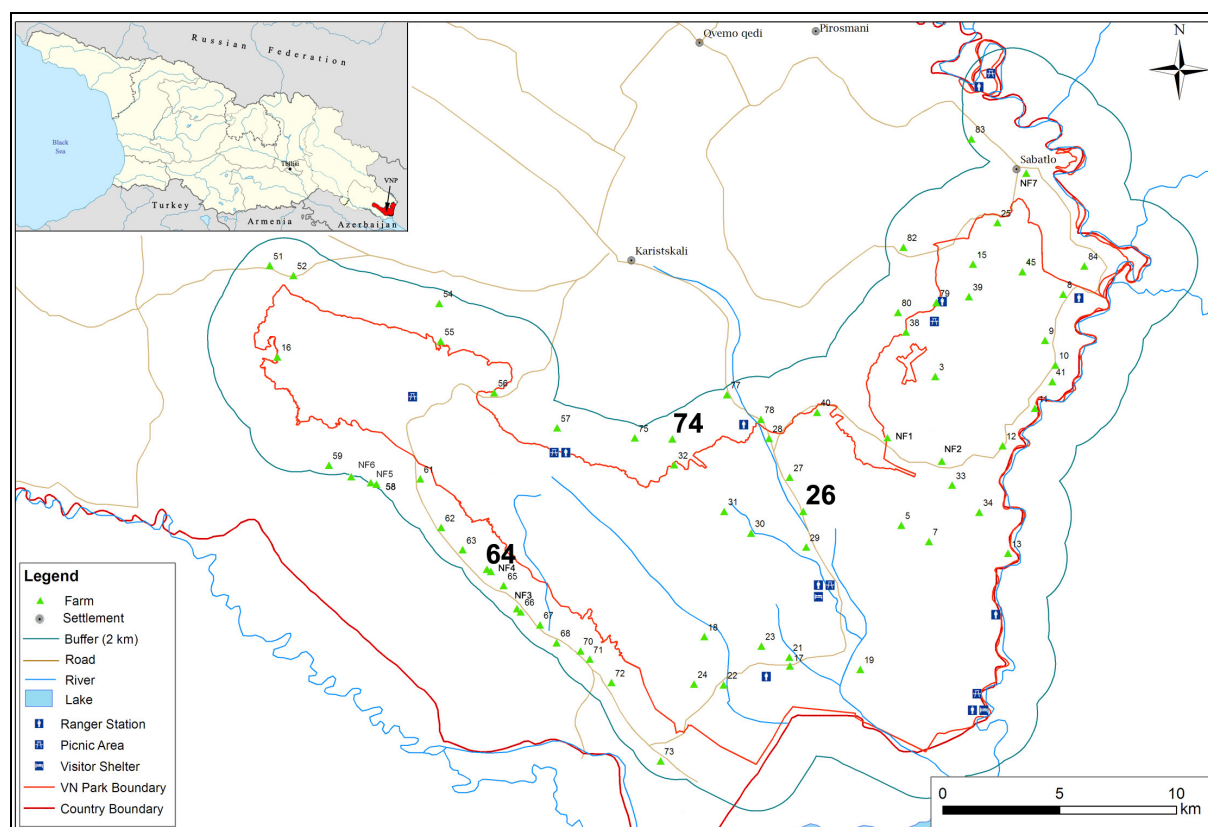 Russian Federation
Black
Sea
Tbilisi
VNP
Turkey
Armenia
Azerbaijan
Qvemo qedi
Pirosmani
N
83
Sabatlo
NF7
25
82
Karistskali
51
52
15
45
84
54
79
39
8
80
38
55
9
16
10
3
41
56
77
11
40
57
74
78
75
28
NF1
12
32
NF2
59
NF6
NF5
58
61
27
33
31
26
34
62
30
5
63
29
7
13
64
NF4
65
NF3
66
67
18
68
23
70
71
21
17
19
72
24
22
73
Legend
Farm
Settlement
Buffer (2 km)
Road
River
Lake
Ranger Station
Picnic Area
Visitor Shelter
VN Park Boundary
Country Boundary
0 5 10
km